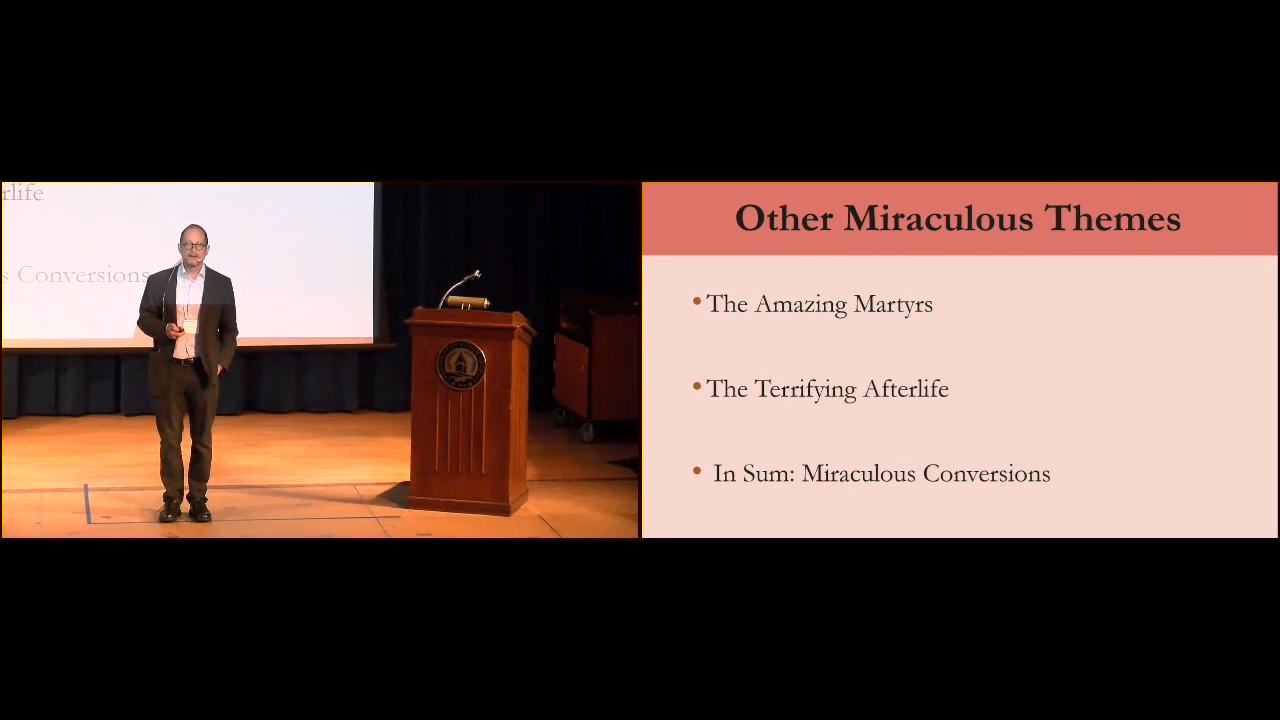 rlife
s Conversions
Other Miraculous Themes
• The Amazing Martyrs
• The Terrifying Afterlife
• In Sum: Miraculous Conversions